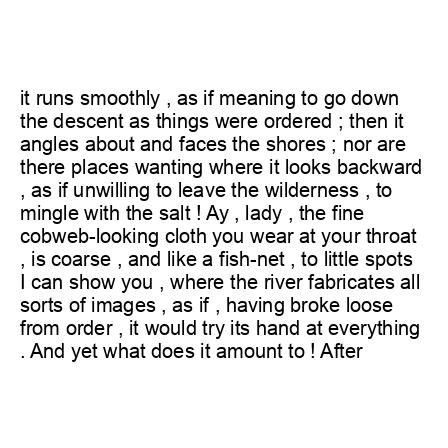 it runs smoothly , as if meaning to go down
the descent as things were ordered ; then it
angles about and faces the shores ; nor are
there places wanting where it looks backward
, as if unwilling to leave the wilderness , to
mingle with the salt ! Ay , lady , the fine
cobweb-looking cloth you wear at your throat
, is coarse , and like a fish-net , to little spots
I can show you , where the river fabricates all
sorts of images , as if , having broke loose
from order , it would try its hand at everything
. And yet what does it amount to ! After